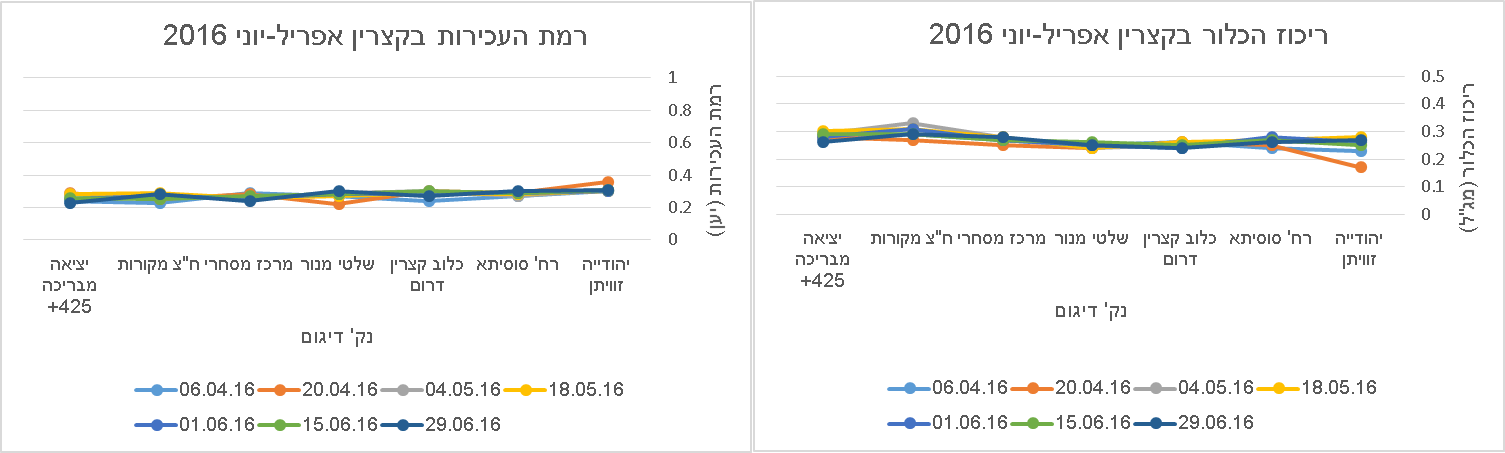 רמת העכירות בקצרין אפריל-יוני 2016
1
0.8
0.6
0.4
0.2
0
רמת העכירות (יען)
יציאה מבריכה +425
ח"צ מקורות
מרכז מסחרי
שלטי מנור
כלוב קצרין דרום
רח' סוסיתא
יהודייה זוויתן
נק' דיגום
06.04.16 20.04.16 04.05.16 18.05.16
01.06.16 15.06.16 29.06.16
ריכוז הכלור בקצרין אפריל-יוני 2016
0.5
0.4
0.3
0.2
0.1
0
ריכוז הכלור (מג"ל)
יציאה מבריכה +425
ח"צ מקורות
מרכז מסחרי
שלטי מנור
כלוב קצרין דרום
רח' סוסיתא
יהודייה זוויתן
נק' דיגום
06.04.16 20.04.16 04.05.16 18.05.16
01.06.16 15.06.16 29.06.16